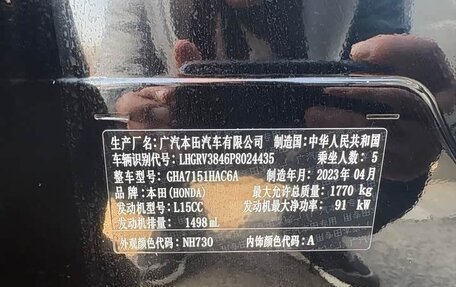 生产厂名：广汽本田汽车有限公司 制造国：中华人民共和国
车辆识别代号：LHGRV3846P8024435 乘坐人数：5
整车型号：GHA7151HAC6A 制造年月：2023年04月
品牌：本田(HONDA) 最大允许总质量：1770 kg
发动机型号：L15CC 发动机最大净功率：91 kW
发动机排量：1498 mL
外观颜色代码：NH730 内饰颜色代码：A